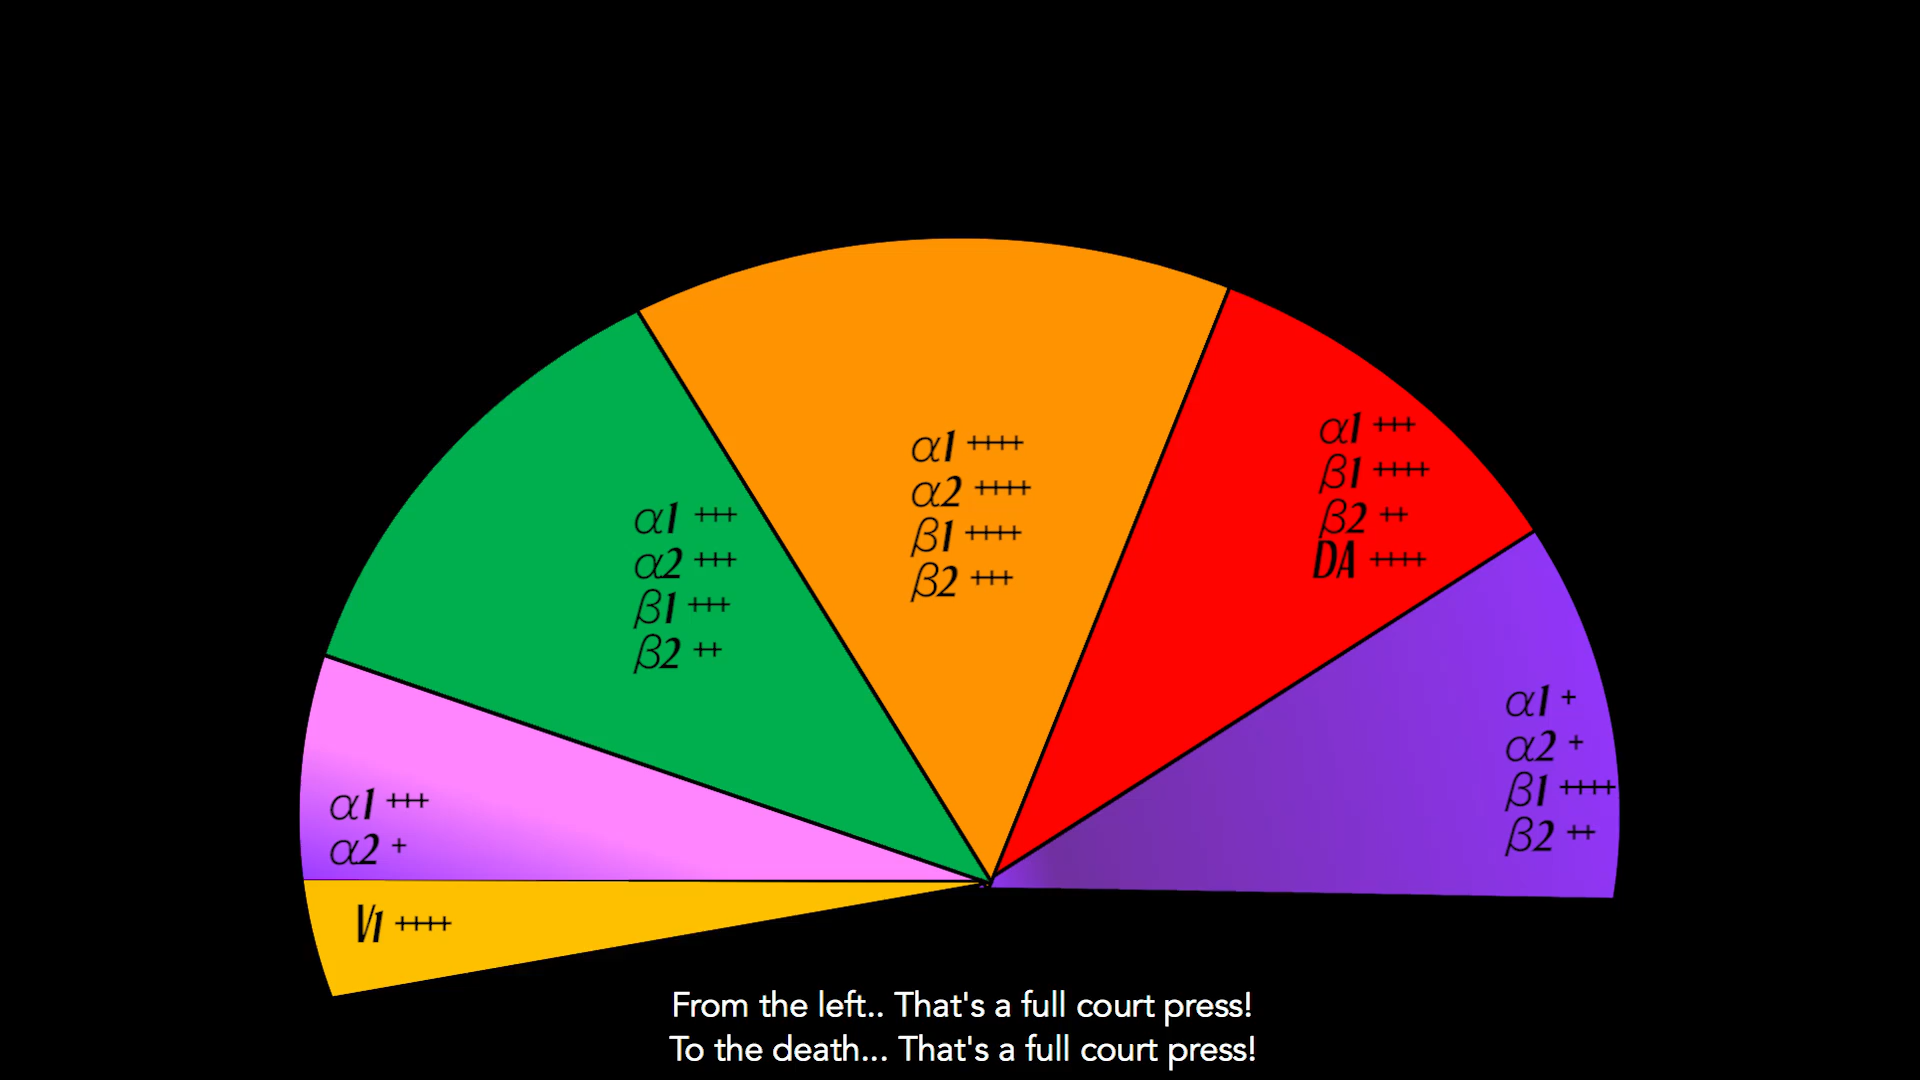 α1 ++++
α2 ++++
β1 ++++
β2 +++
α1 +++
β1 ++++
β2 ++
DA ++++
α1 +++
α2 +++
β1 +++
β2 ++
α1 +
α2 +
β1 ++++
β2 ++
α1 +++
α2 +
V1 ++++
From the left.. That's a full court press!
To the death... That's a full court press!